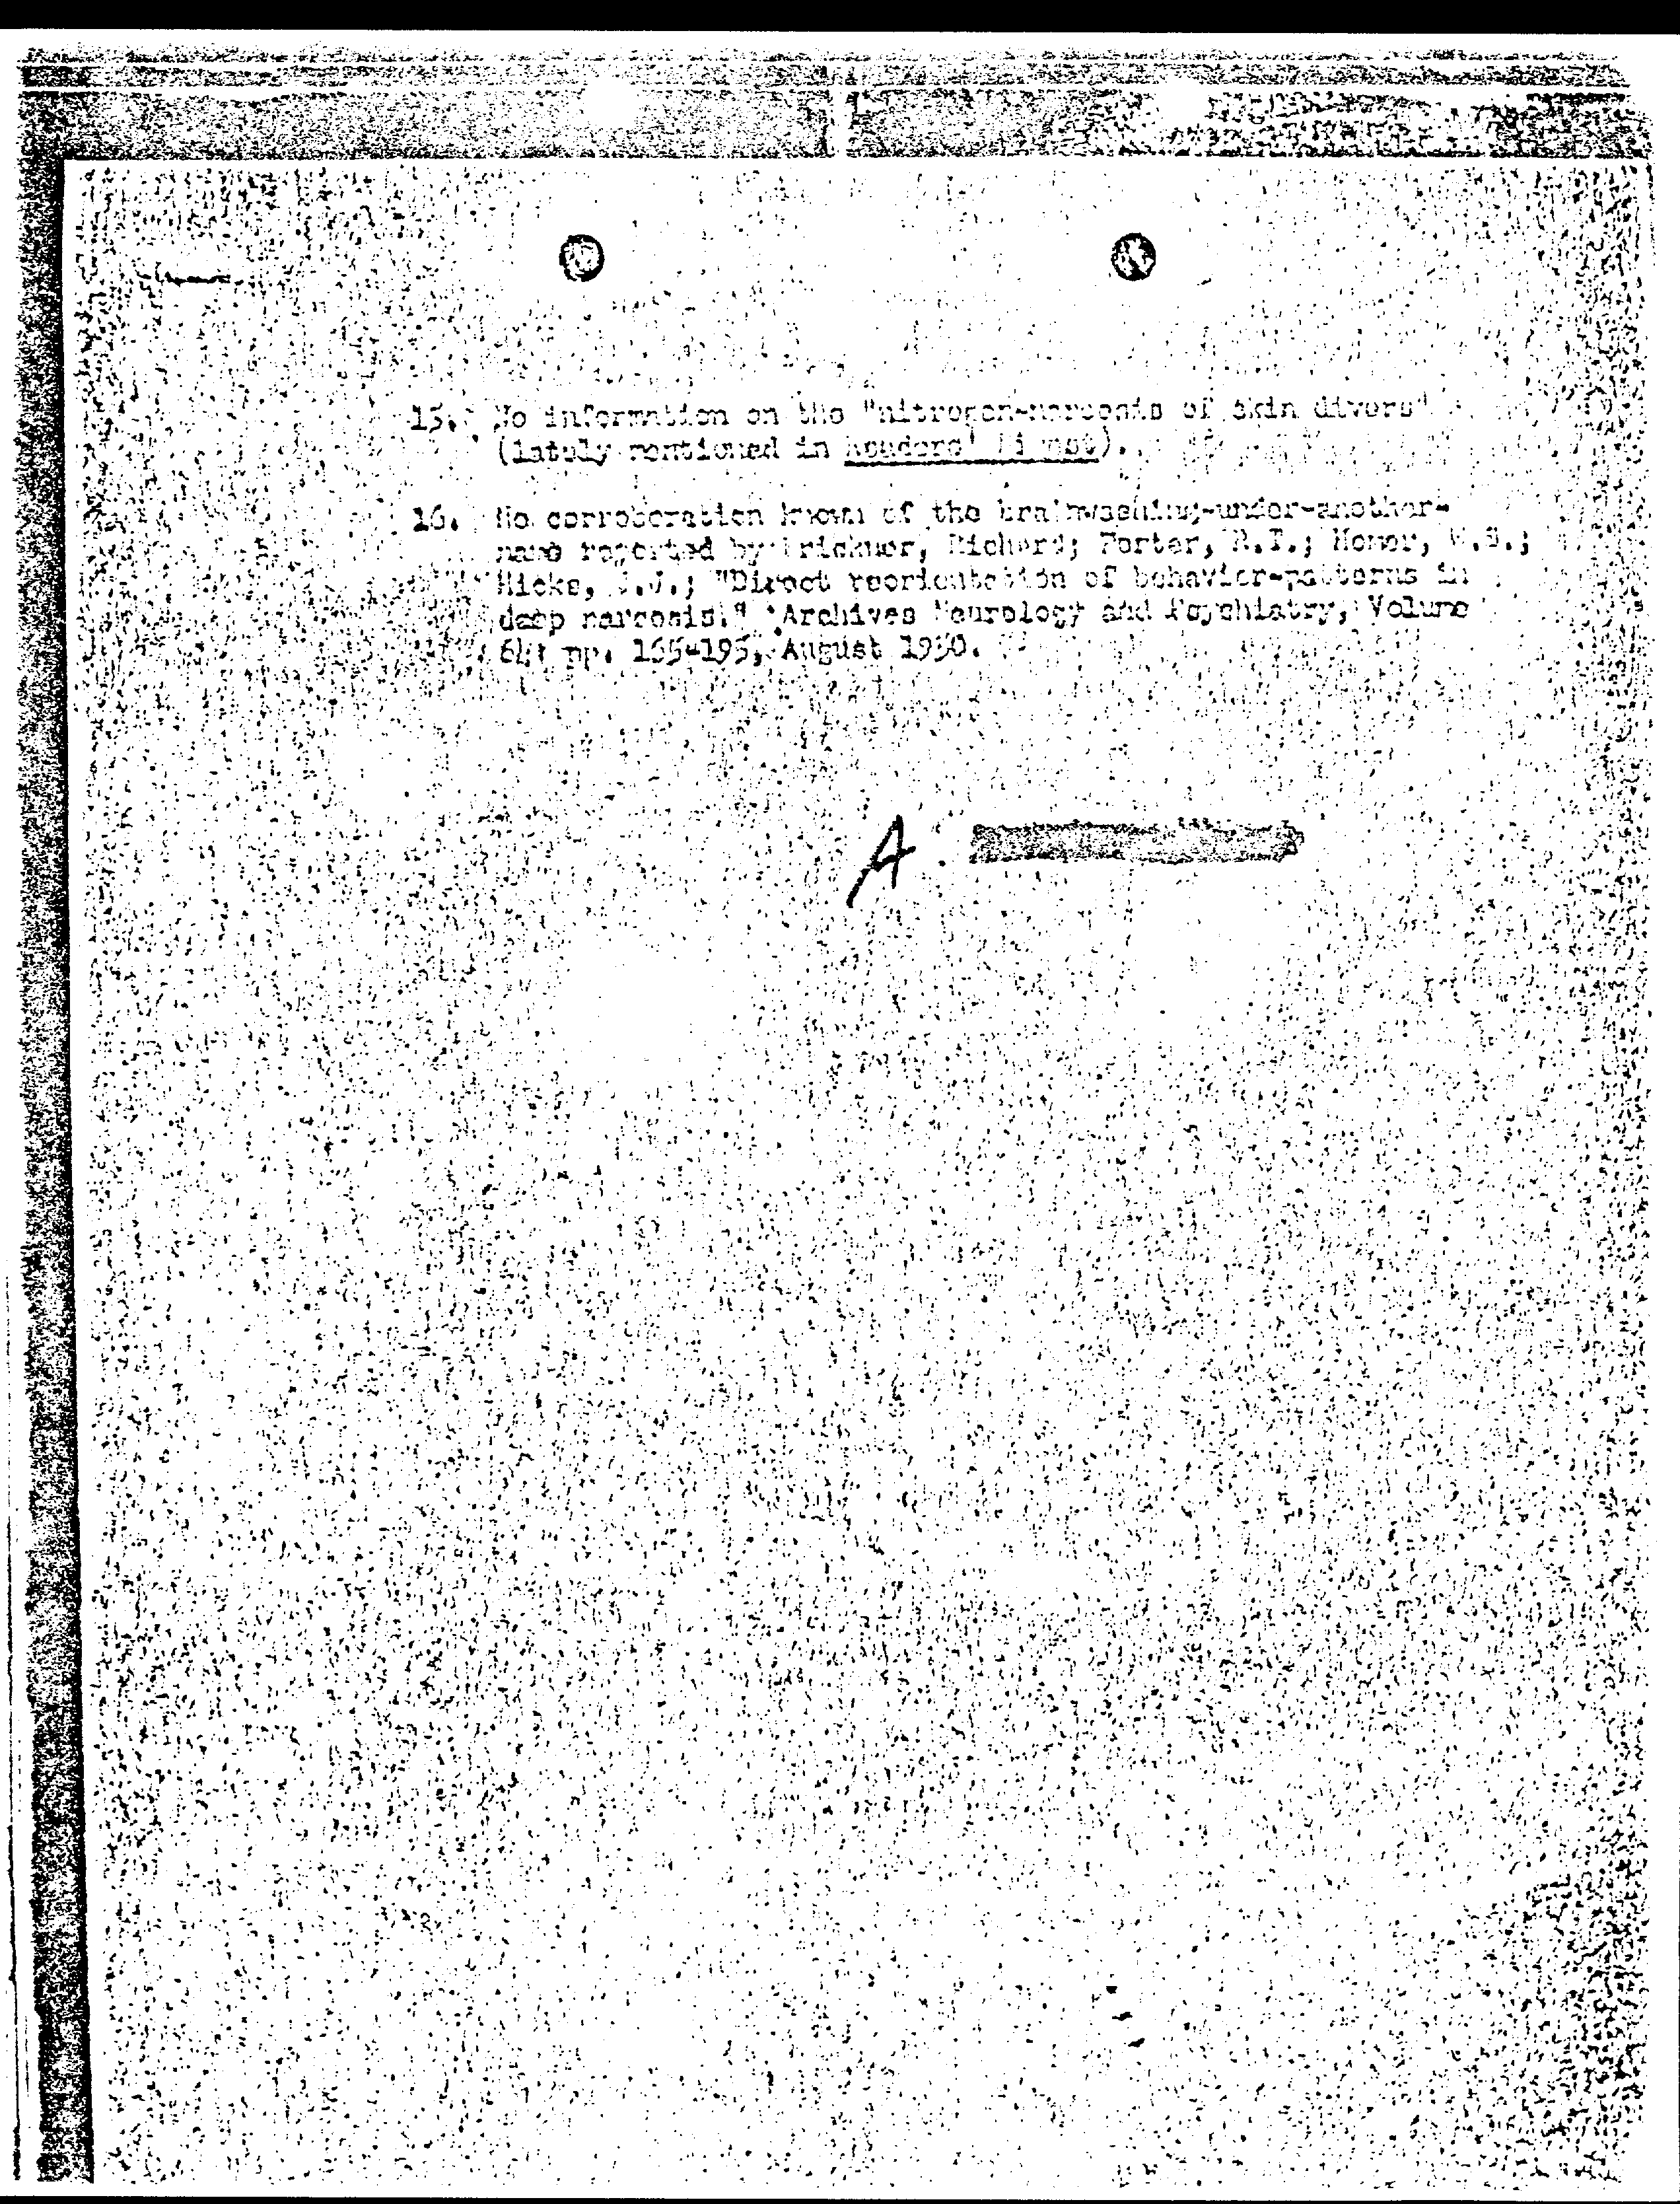 15. No information on the "nitrogen-narcosis of skin divers"
(lately mentioned in Readers' Digest).
16. No corroboration known of the brainwashing-under-another-
name reported by Brickner, Richard; Porter, R.T.; Homer, W.S.;
Hicks, J.; "Direct reorientation of behavior-patterns in
deep narcosis." Archives Neurology and Psychiatry, Volume
64: pp. 165-195, August 1950.
A